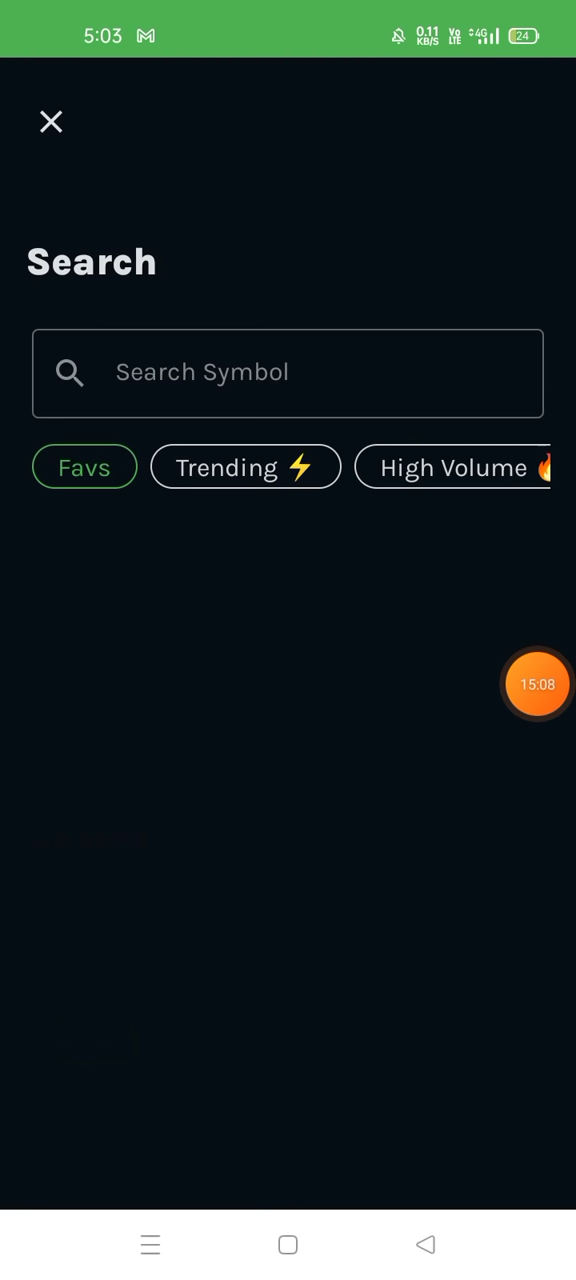 5:03
0.11 KB/S Vo LTE 4G 24
Search
Search Symbol
Favs Trending ⚡ High Volume 🔥
15:08